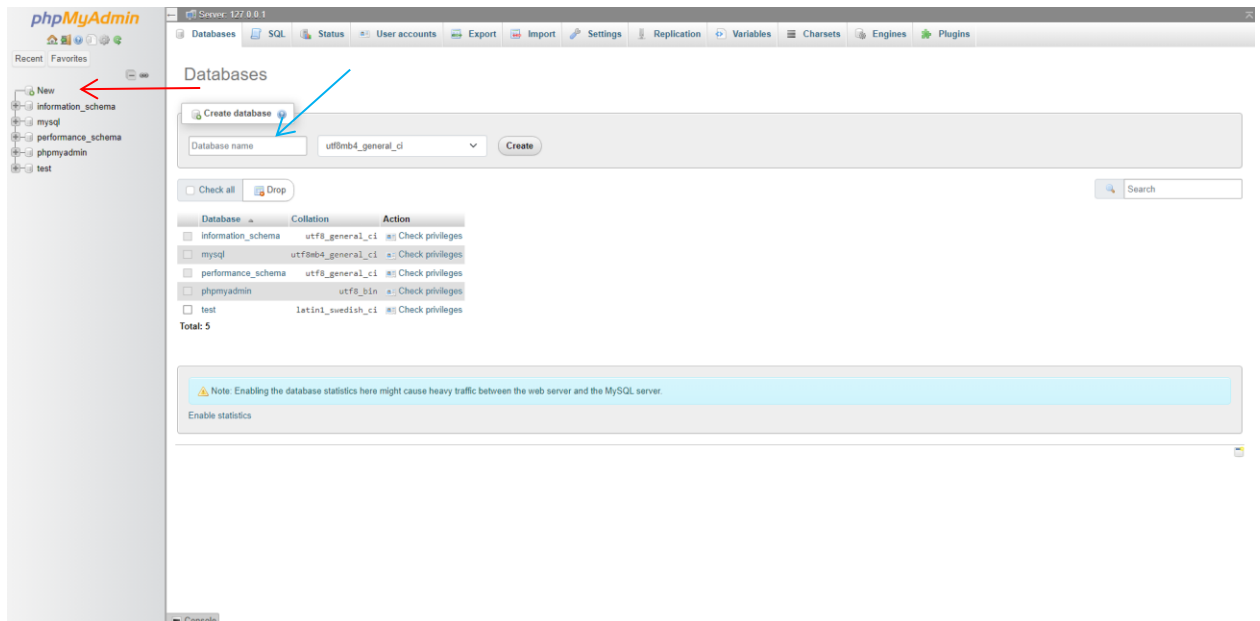 phpMyAdmin
Recent Favorites
New
information_schema
mysql
performance_schema
phpmyadmin
test
Server: 127.0.0.1
Databases SQL Status User accounts Export Import Settings Replication Variables Charsets Engines Plugins
Databases
Create database
Database name utf8mb4_general_ci Create
Check all Drop Search
Database Collation Action
information_schema utf8_general_ci Check privileges
mysql utf8mb4_general_ci Check privileges
performance_schema utf8_general_ci Check privileges
phpmyadmin utf8_bin Check privileges
test latin1_swedish_ci Check privileges
Total: 5
Note: Enabling the database statistics here might cause heavy traffic between the web server and the MySQL server.
Enable statistics
Console